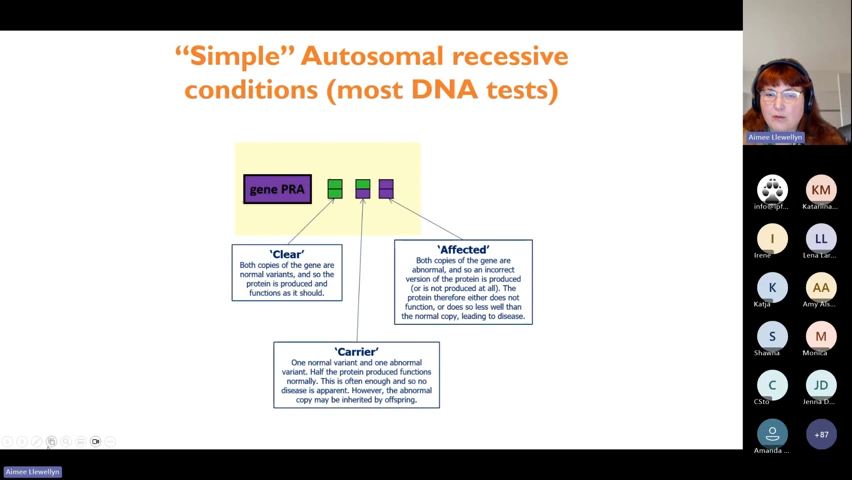 “Simple” Autosomal recessive
conditions (most DNA tests)
gene PRA
‘Clear’
Both copies of the gene are
normal variants, and so the
protein is produced and
functions as it should.
‘Affected’
Both copies of the gene are
abnormal, and so an incorrect
version of the protein is produced
(or is not produced at all). The
protein therefore either does not
function, or does so less well than
the normal copy, leading to disease.
‘Carrier’
One normal variant and one abnormal
variant. Half the protein produced functions
normally. This is often enough and so no
disease is apparent. However, the abnormal
copy may be inherited by offspring.
Aimee Llewellyn
Aimee Llewellyn
KM
info@ipf...
Katariina...
I
LL
Irene
Lena Lar...
K
AA
Katja
Amy Als...
S
M
Shawna
Monica
C
JD
CSto
Jenna D...
+87
Amanda ...